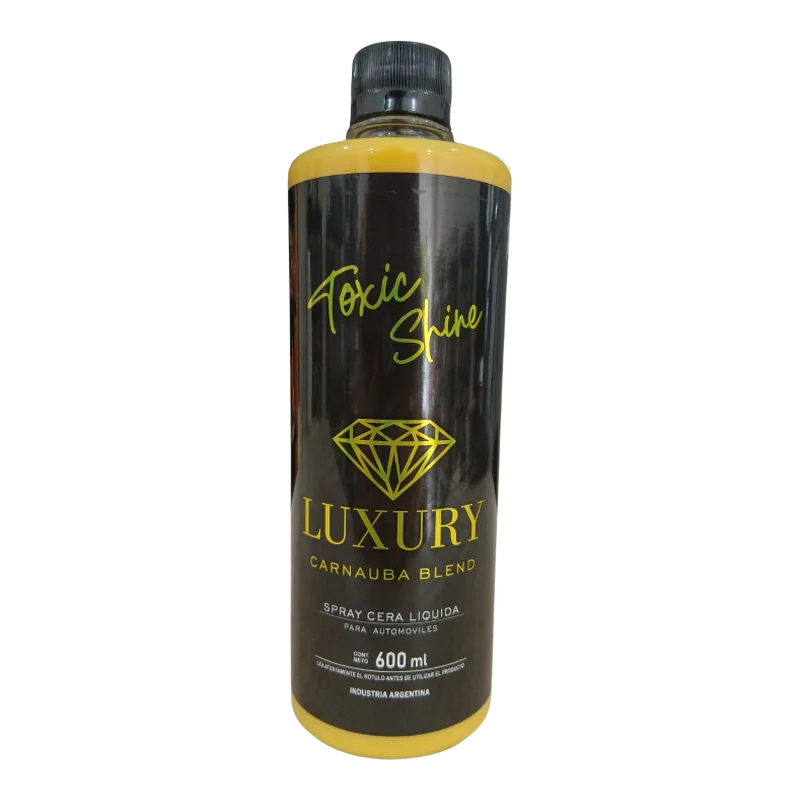 Toxic
Shine
LUXURY
CARNAUBA BLEND
SPRAY CERA LIQUIDA
PARA AUTOMOVILES
CONT. NETO 600 ml
LEA ATENTAMENTE EL ROTULO ANTES DE UTILIZAR EL PRODUCTO
INDUSTRIA ARGENTINA